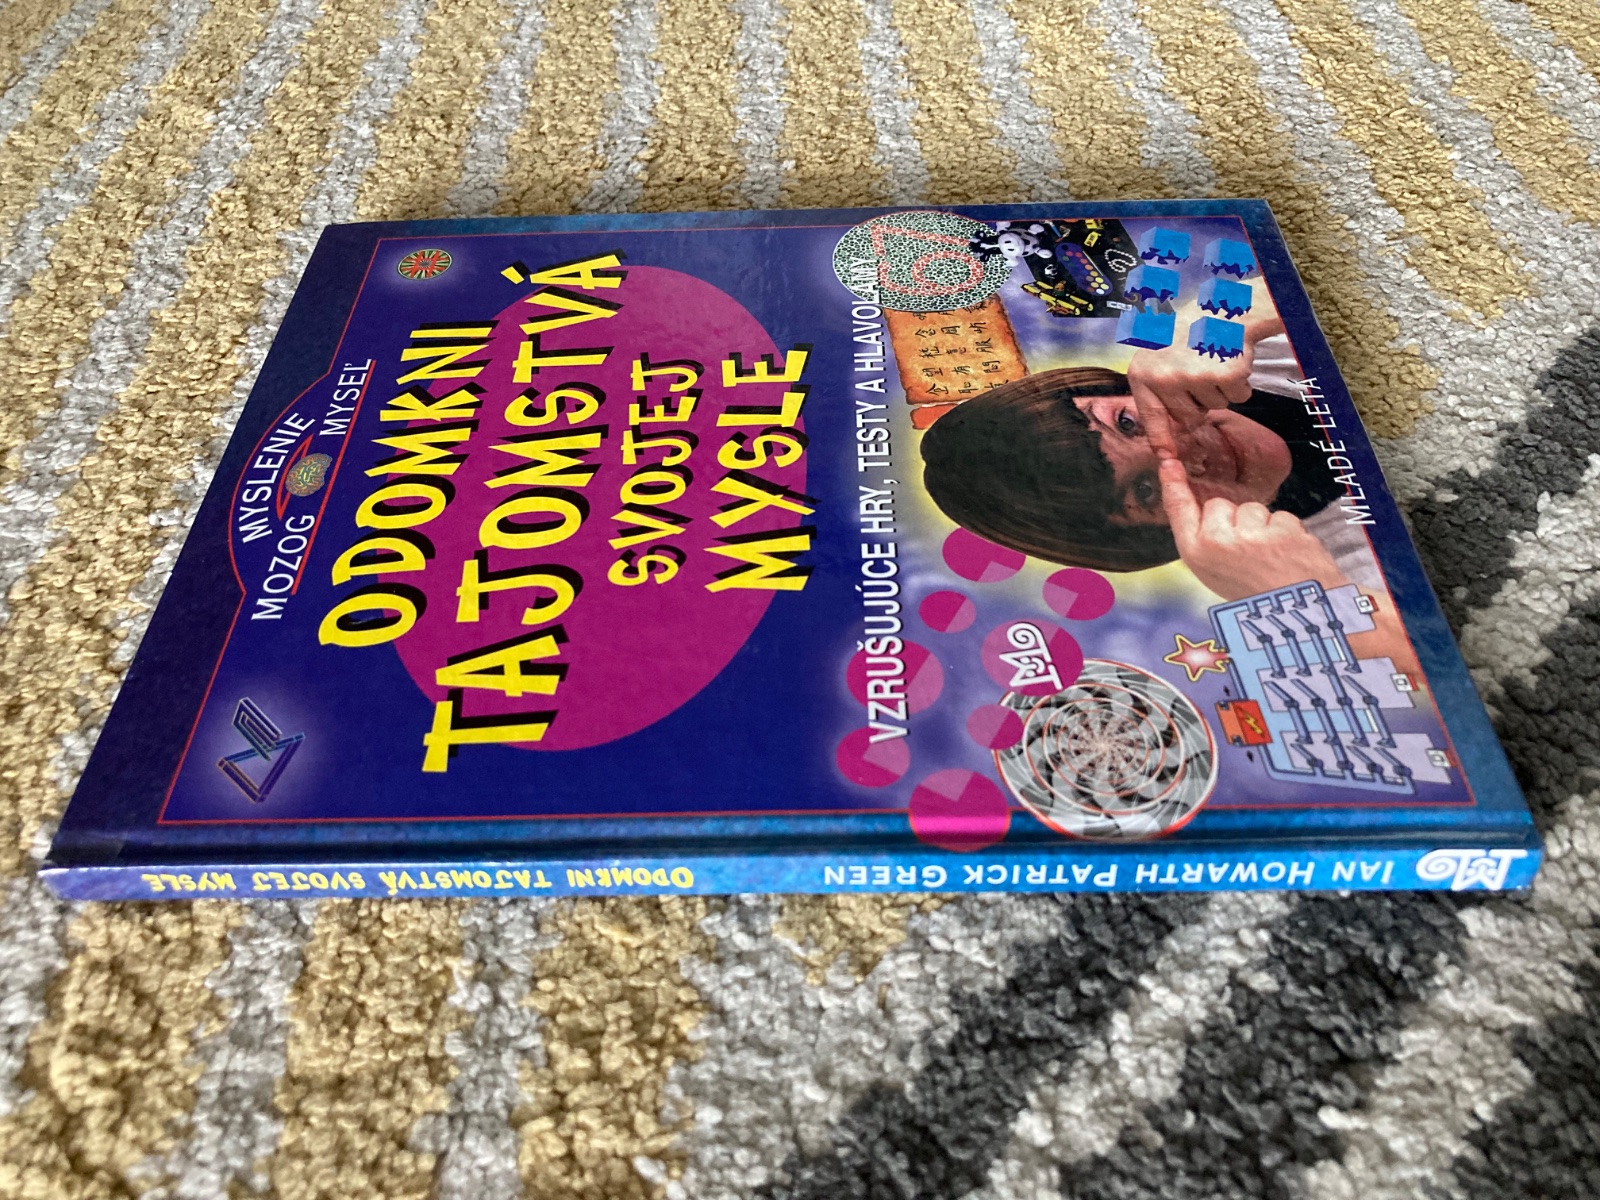 MYSLENIE
MOZOG MYSEĽ
ODOMKNI
TAJOMSTVÁ
SVOJEJ
MYSLE
VZRUŠUJÚCE HRY, TESTY A HLAVOLAMY
67
MLADÉ LETÁ
IAN HOWARTH PATRICK GREEN
ODOMKNI TAJOMSTVÁ SVOJEJ MYSLE